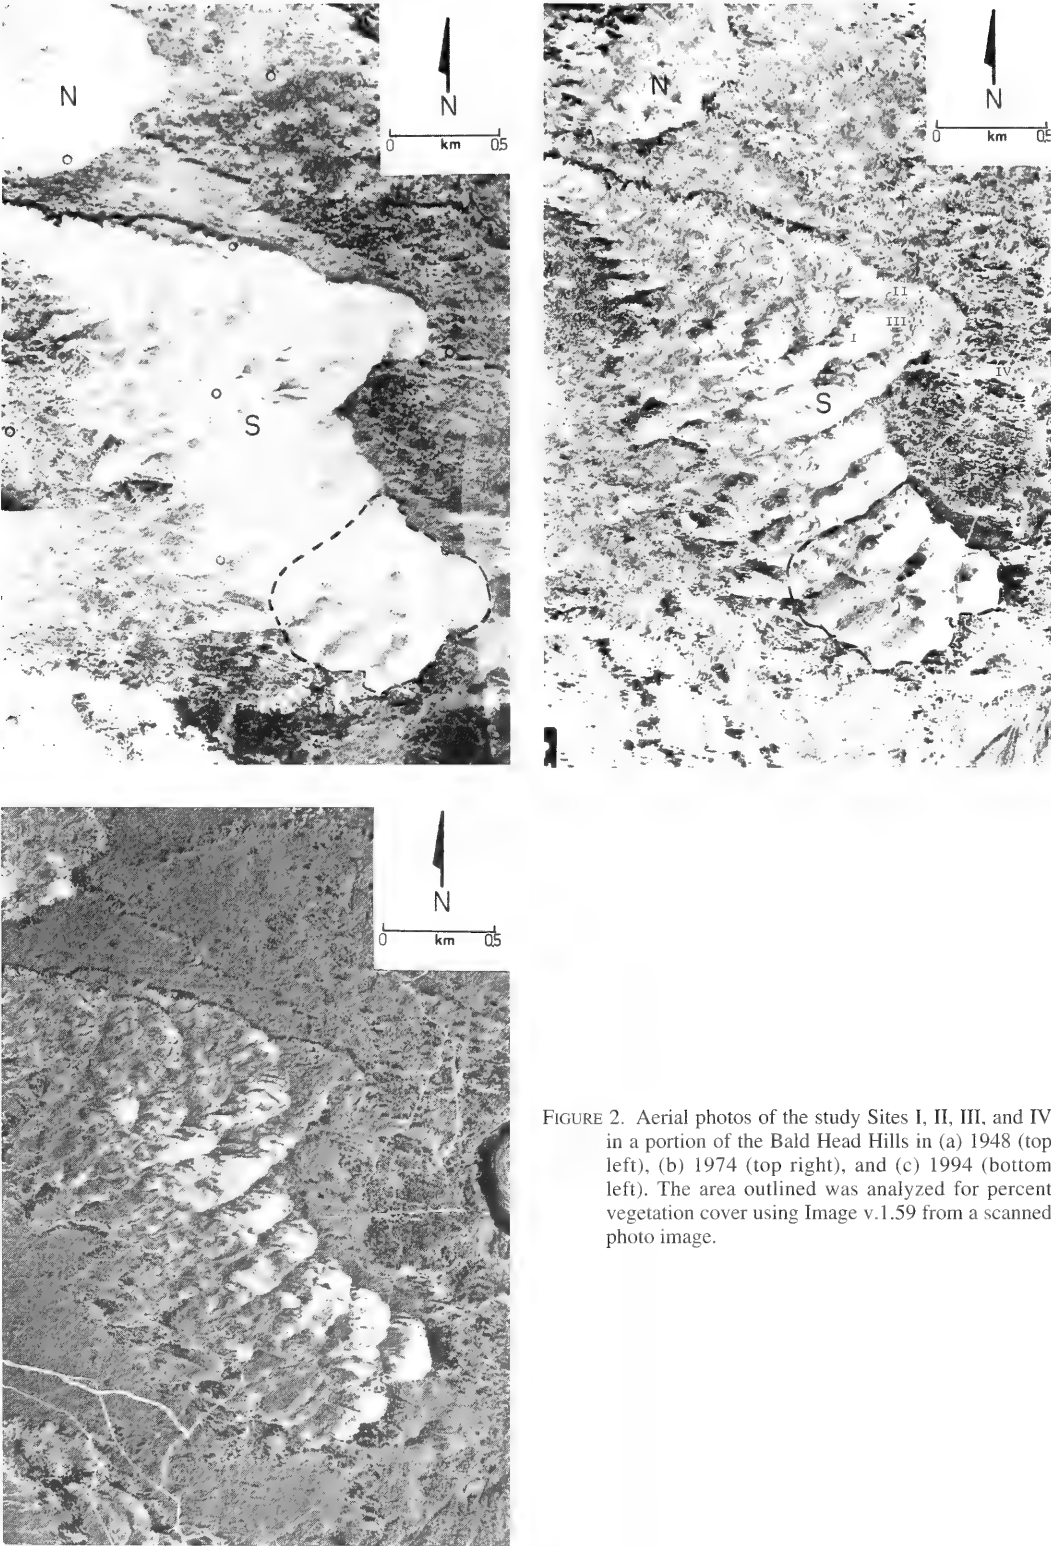 N
N
0 km 0.5
S
N
N
0 km 0.5
II
III
I
IV
S
N
0 km 0.5
FIGURE 2. Aerial photos of the study Sites I, II, III, and IV
in a portion of the Bald Head Hills in (a) 1948 (top
left), (b) 1974 (top right), and (c) 1994 (bottom
left). The area outlined was analyzed for percent
vegetation cover using Image v.1.59 from a scanned
photo image.